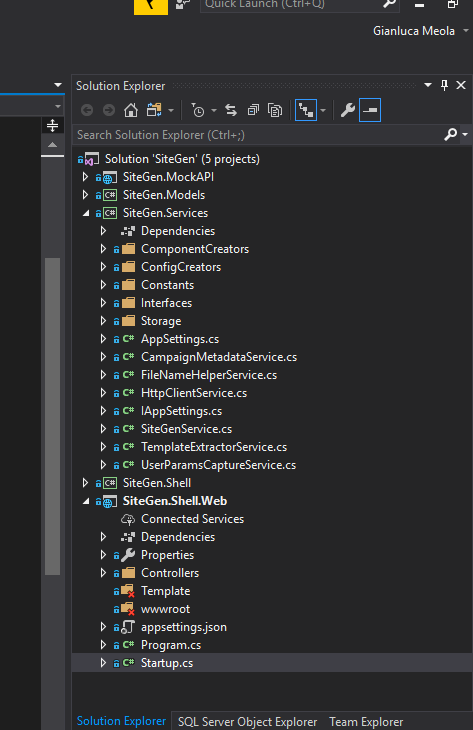 Quick Launch (Ctrl+Q)
Gianluca Meola
Solution Explorer
Search Solution Explorer (Ctrl+;)
Solution 'SiteGen' (5 projects)
SiteGen.MockAPI
C# SiteGen.Models
C# SiteGen.Services
Dependencies
ComponentCreators
ConfigCreators
Constants
Interfaces
Storage
C# AppSettings.cs
C# CampaignMetadataService.cs
C# FileNameHelperService.cs
C# HttpClientService.cs
C# IAppSettings.cs
C# SiteGenService.cs
C# TemplateExtractorService.cs
C# UserParamsCaptureService.cs
C# SiteGen.Shell
SiteGen.Shell.Web
Connected Services
Dependencies
Properties
Controllers
Template
wwwroot
appsettings.json
C# Program.cs
C# Startup.cs
Solution Explorer SQL Server Object Explorer Team Explorer